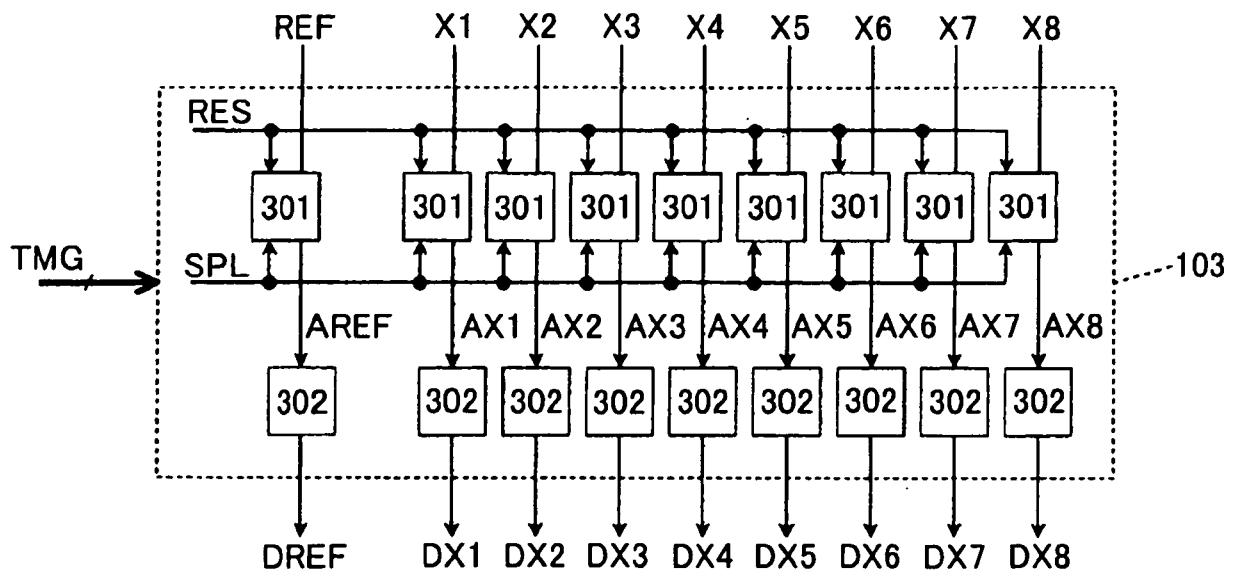 REF X1 X2 X3 X4 X5 X6 X7 X8
RES
301 301 301 301 301 301 301 301 301
TMG
SPL
103
AREF AX1 AX2 AX3 AX4 AX5 AX6 AX7 AX8
302 302 302 302 302 302 302 302 302
DREF DX1 DX2 DX3 DX4 DX5 DX6 DX7 DX8